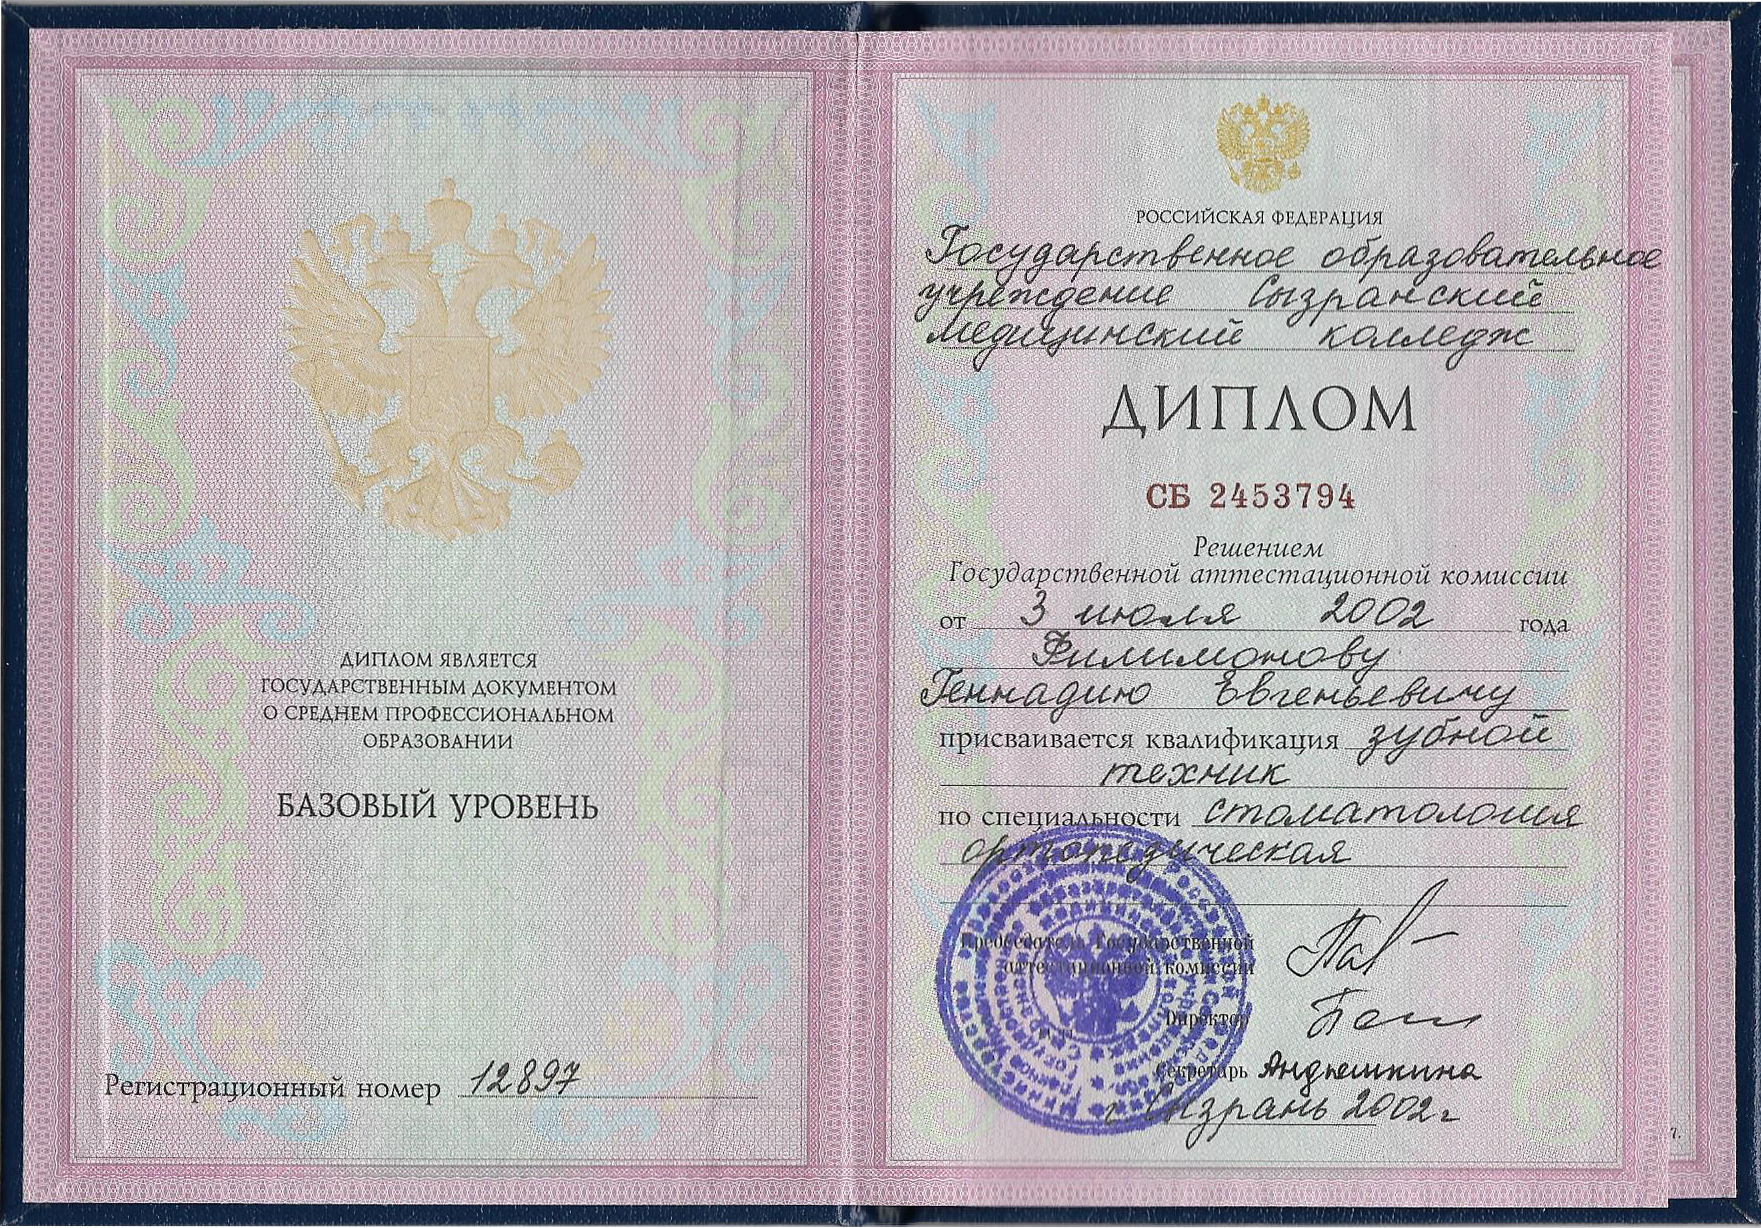 ДИПЛОМ ЯВЛЯЕТСЯ
ГОСУДАРСТВЕННЫМ ДОКУМЕНТОМ
О СРЕДНЕМ ПРОФЕССИОНАЛЬНОМ
ОБРАЗОВАНИИ
БАЗОВЫЙ УРОВЕНЬ
Регистрационный номер 12897
РОССИЙСКАЯ ФЕДЕРАЦИЯ
Государственное образовательное
учреждение Сызранский
медицинский колледж
ДИПЛОМ
СБ 2453794
Решением
Государственной аттестационной комиссии
от 3 июля 2002 года
Филимонову
Геннадию Евгеньевичу
присваивается квалификация зубной
техник
по специальности стоматология
ортопедическая
Председатель Государственной
аттестационной комиссии
Директор
Секретарь Андрюшкина
г Сызрань 2002г